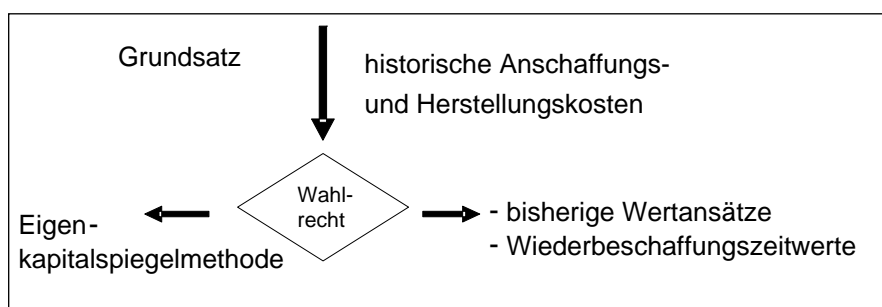 Grundsatz
historische Anschaffungs-
und Herstellungskosten
Wahl-
recht
Eigen-
kapitalspiegelmethode
- bisherige Wertansätze
- Wiederbeschaffungszeitwerte